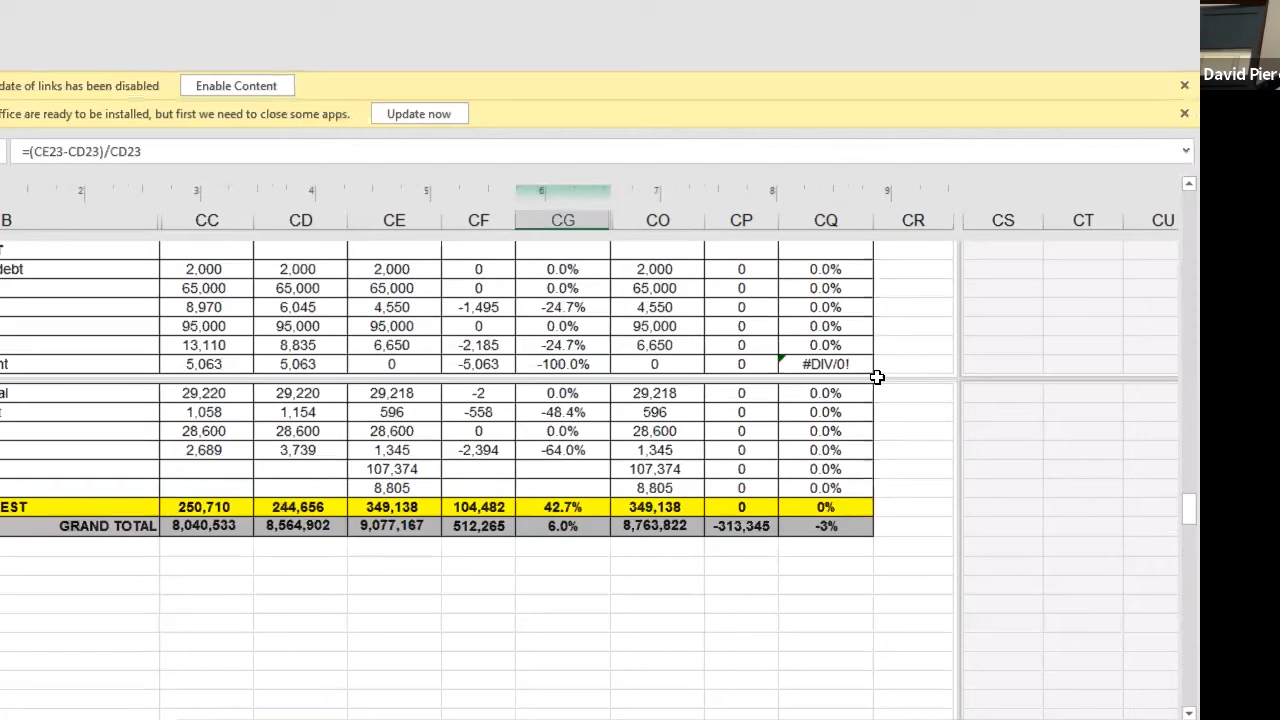 David Pier
date of links has been disabled Enable Content
ffice are ready to be installed, but first we need to close some apps. Update now
=(CE23-CD23)/CD23
2 3 4 5 6 7 8 9
B CC CD CE CF CG CO CP CQ CR CS CT CU
T
debt 2,000 2,000 2,000 0 0.0% 2,000 0 0.0%
65,000 65,000 65,000 0 0.0% 65,000 0 0.0%
8,970 6,045 4,550 -1,495 -24.7% 4,550 0 0.0%
95,000 95,000 95,000 0 0.0% 95,000 0 0.0%
13,110 8,835 6,650 -2,185 -24.7% 6,650 0 0.0%
nt 5,063 5,063 0 -5,063 -100.0% 0 0 #DIV/0!
al 29,220 29,220 29,218 -2 0.0% 29,218 0 0.0%
t 1,058 1,154 596 -558 -48.4% 596 0 0.0%
28,600 28,600 28,600 0 0.0% 28,600 0 0.0%
2,689 3,739 1,345 -2,394 -64.0% 1,345 0 0.0%
107,374 107,374 0 0.0%
8,805 8,805 0 0.0%
EST 250,710 244,656 349,138 104,482 42.7% 349,138 0 0%
GRAND TOTAL 8,040,533 8,564,902 9,077,167 512,265 6.0% 8,763,822 -313,345 -3%